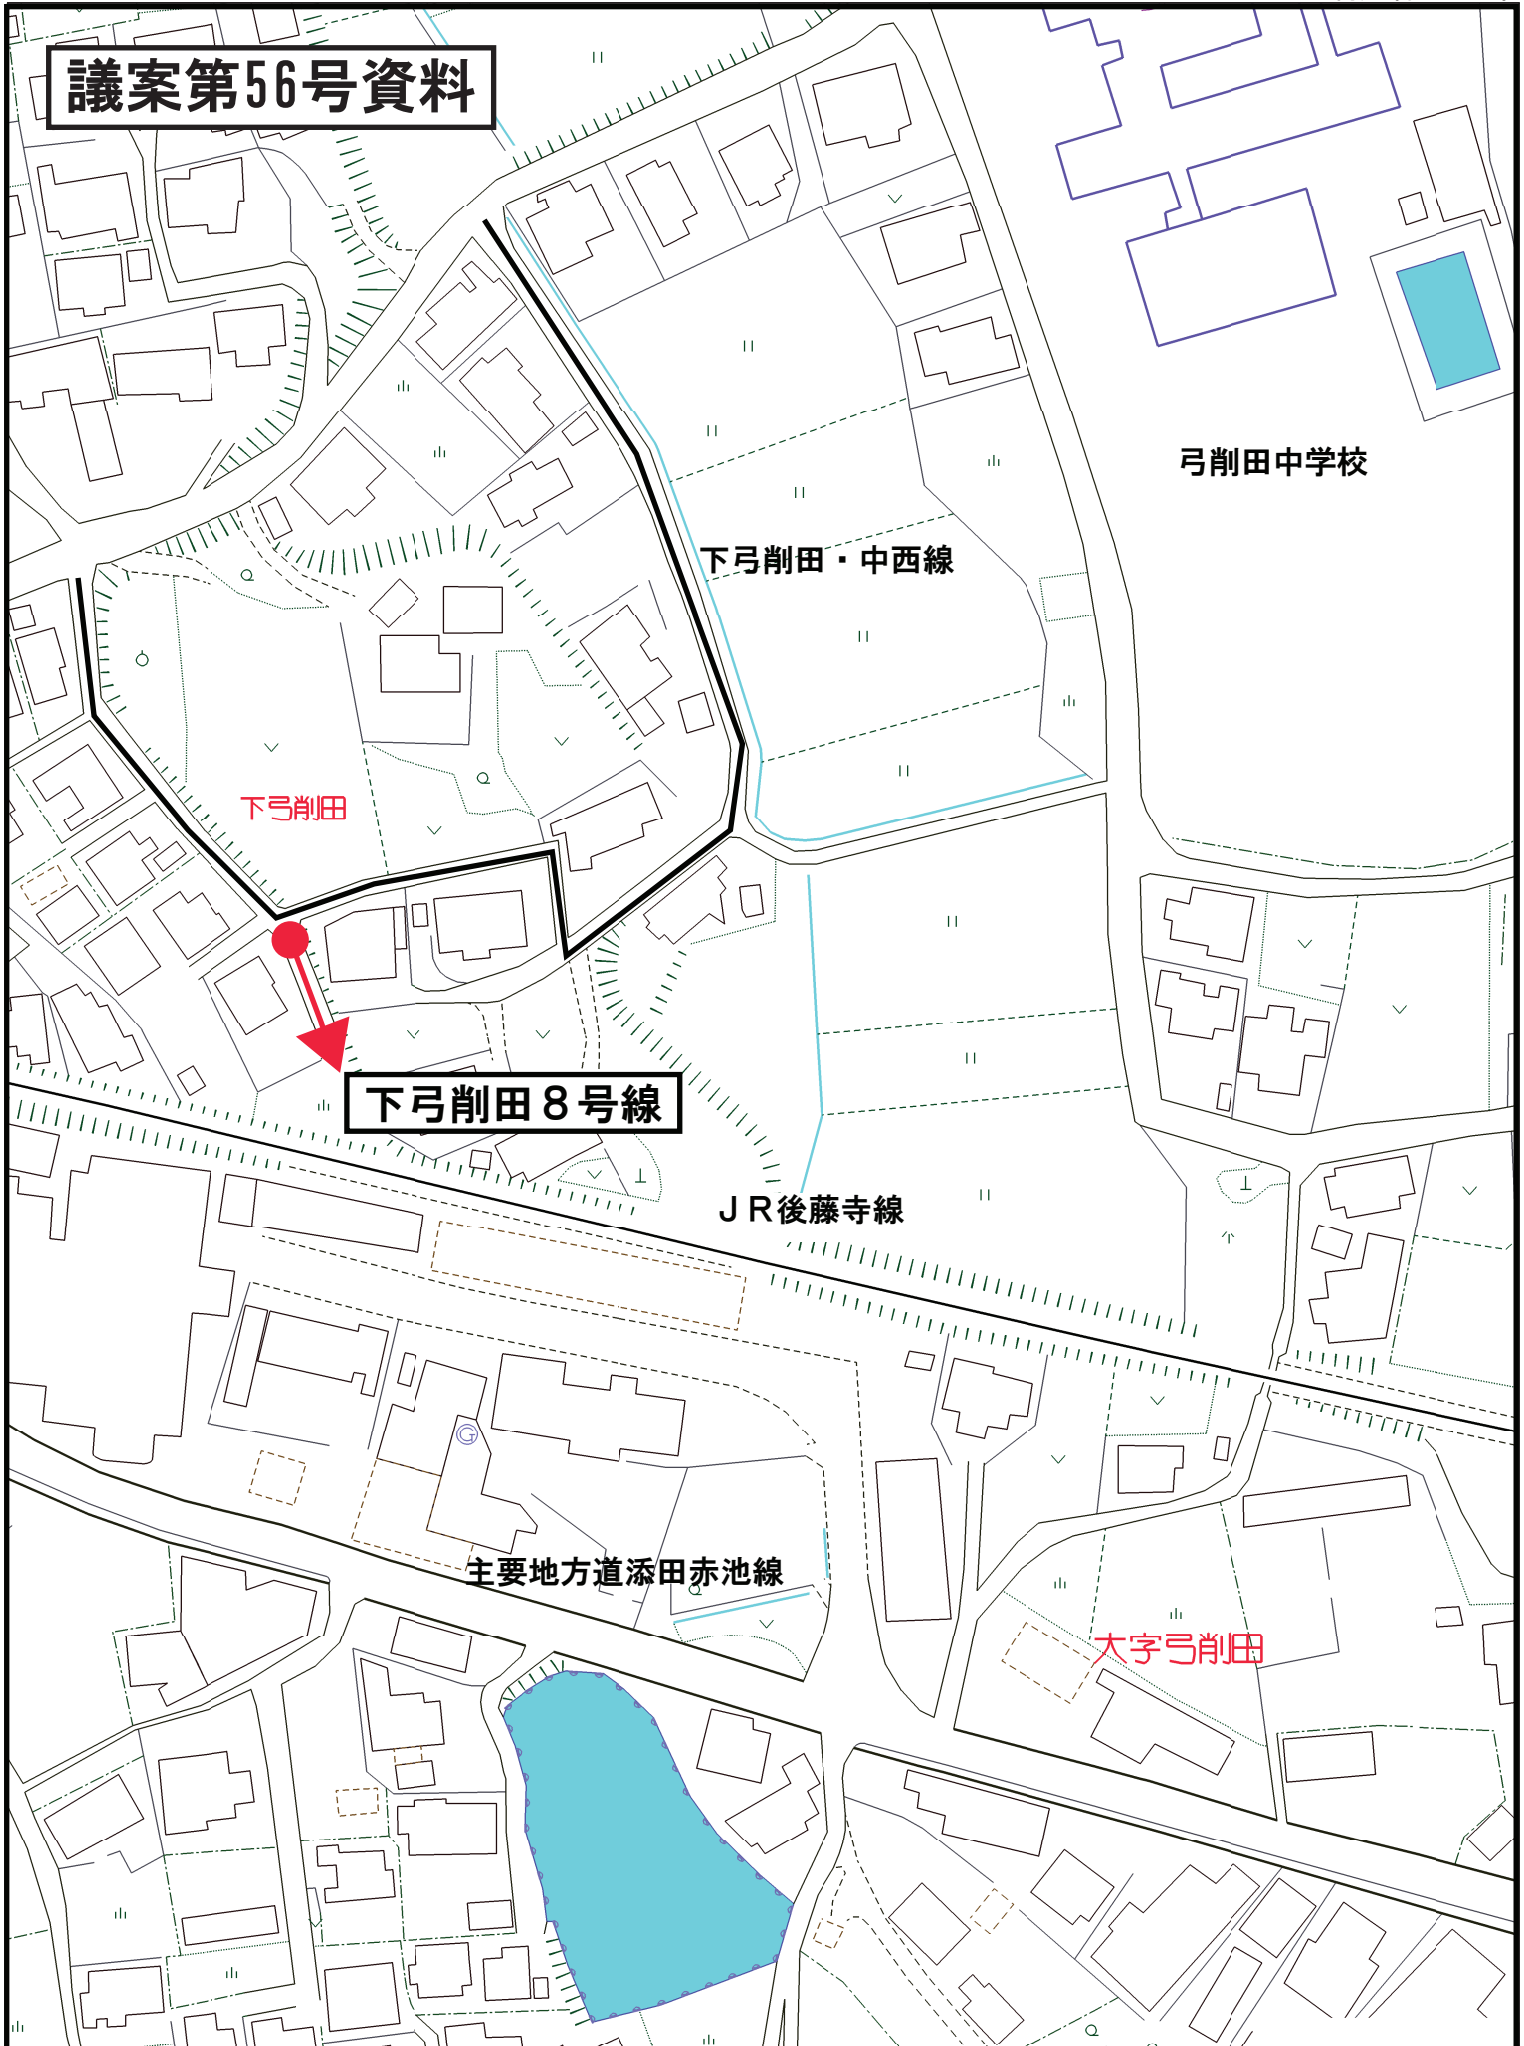 議案第56号資料
弓削田中学校
下弓削田・中西線
下弓削田
下弓削田８号線
ＪＲ後藤寺線
主要地方道添田赤池線
大字弓削田